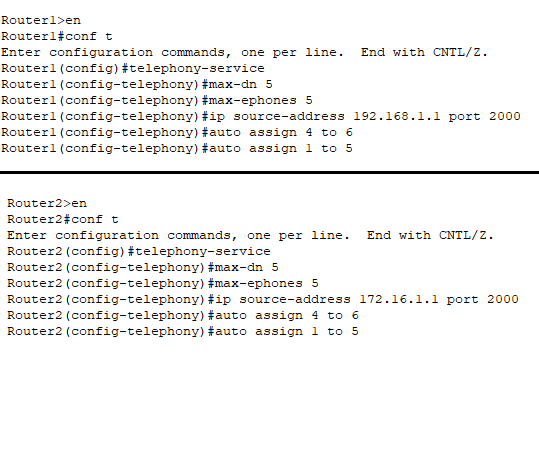 Router1>en
Router1#conf t
Enter configuration commands, one per line.  End with CNTL/Z.
Router1(config)#telephony-service
Router1(config-telephony)#max-dn 5
Router1(config-telephony)#max-ephones 5
Router1(config-telephony)#ip source-address 192.168.1.1 port 2000
Router1(config-telephony)#auto assign 4 to 6
Router1(config-telephony)#auto assign 1 to 5
Router2>en
Router2#conf t
Enter configuration commands, one per line.  End with CNTL/Z.
Router2(config)#telephony-service
Router2(config-telephony)#max-dn 5
Router2(config-telephony)#max-ephones 5
Router2(config-telephony)#ip source-address 172.16.1.1 port 2000
Router2(config-telephony)#auto assign 4 to 6
Router2(config-telephony)#auto assign 1 to 5